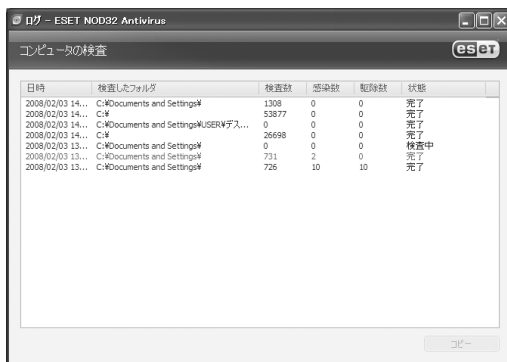 ログ - ESET NOD32 Antivirus
コンピュータの検査
eset
日時 検査したフォルダ 検査数 感染数 駆除数 状態
2008/02/03 14... C:¥Documents and Settings¥ 1308 0 0 完了
2008/02/03 14... C:¥ 53877 0 0 完了
2008/02/03 14... C:¥Documents and Settings¥USER¥デス... 0 0 0 完了
2008/02/03 14... C:¥ 26698 0 0 完了
2008/02/03 13... C:¥Documents and Settings¥ 0 0 0 検査中
2008/02/03 13... C:¥Documents and Settings¥ 731 2 0 完了
2008/02/03 13... C:¥Documents and Settings¥ 726 10 10 完了
コピー